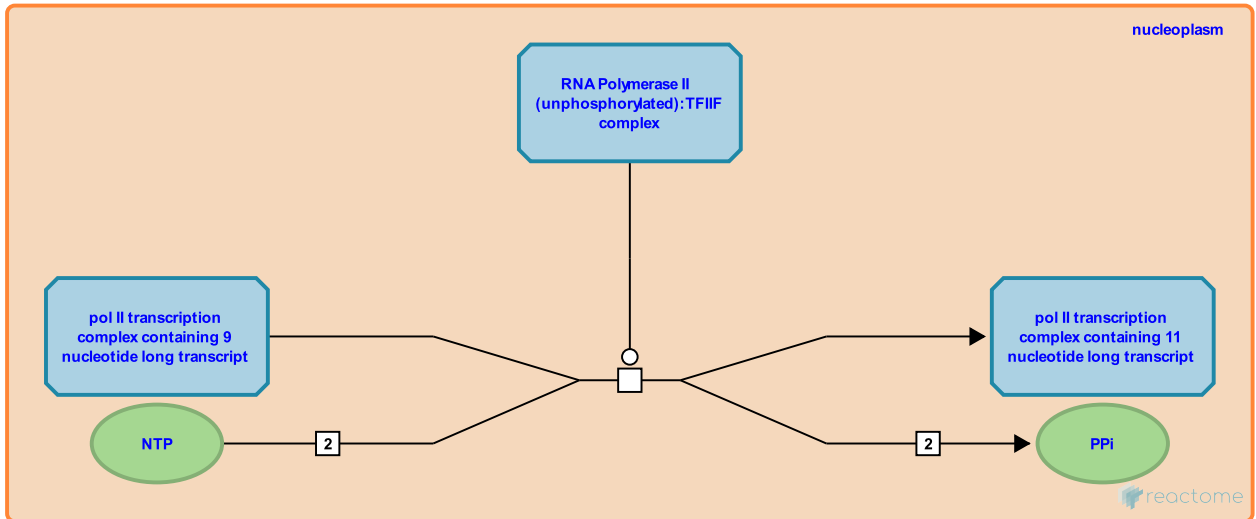 nucleoplasm
RNA Polymerase II
(unphosphorylated):TFIIF
complex
pol II transcription
complex containing 9
nucleotide long transcript
pol II transcription
complex containing 11
nucleotide long transcript
NTP
2
2
PPi
reactome